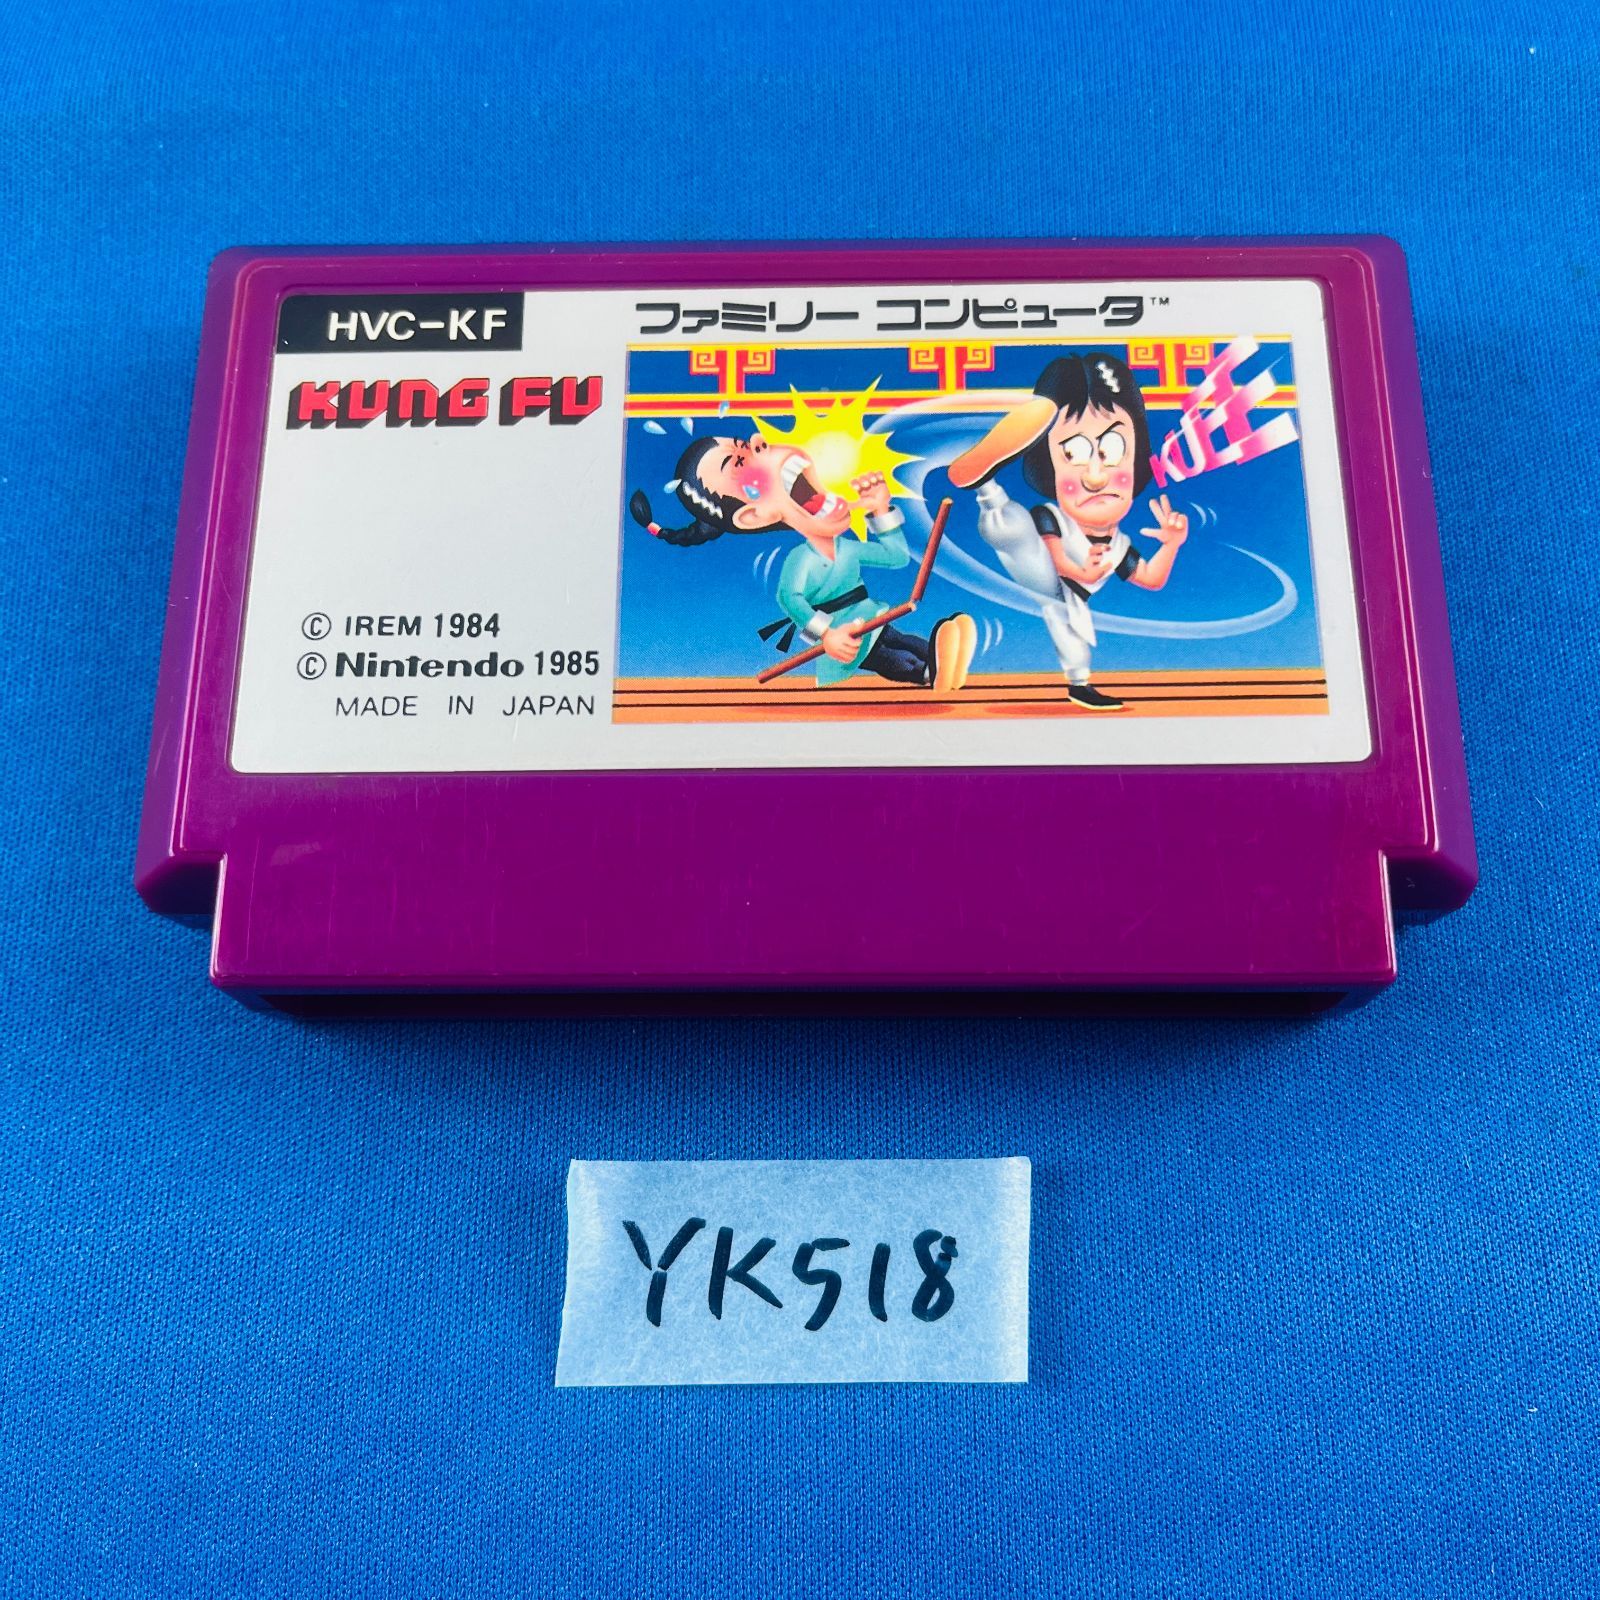 HVC-KF
ファミリー コンピュータ™
KUNG FU
KUEEE
© IREM 1984
© Nintendo 1985
MADE IN JAPAN
YK518